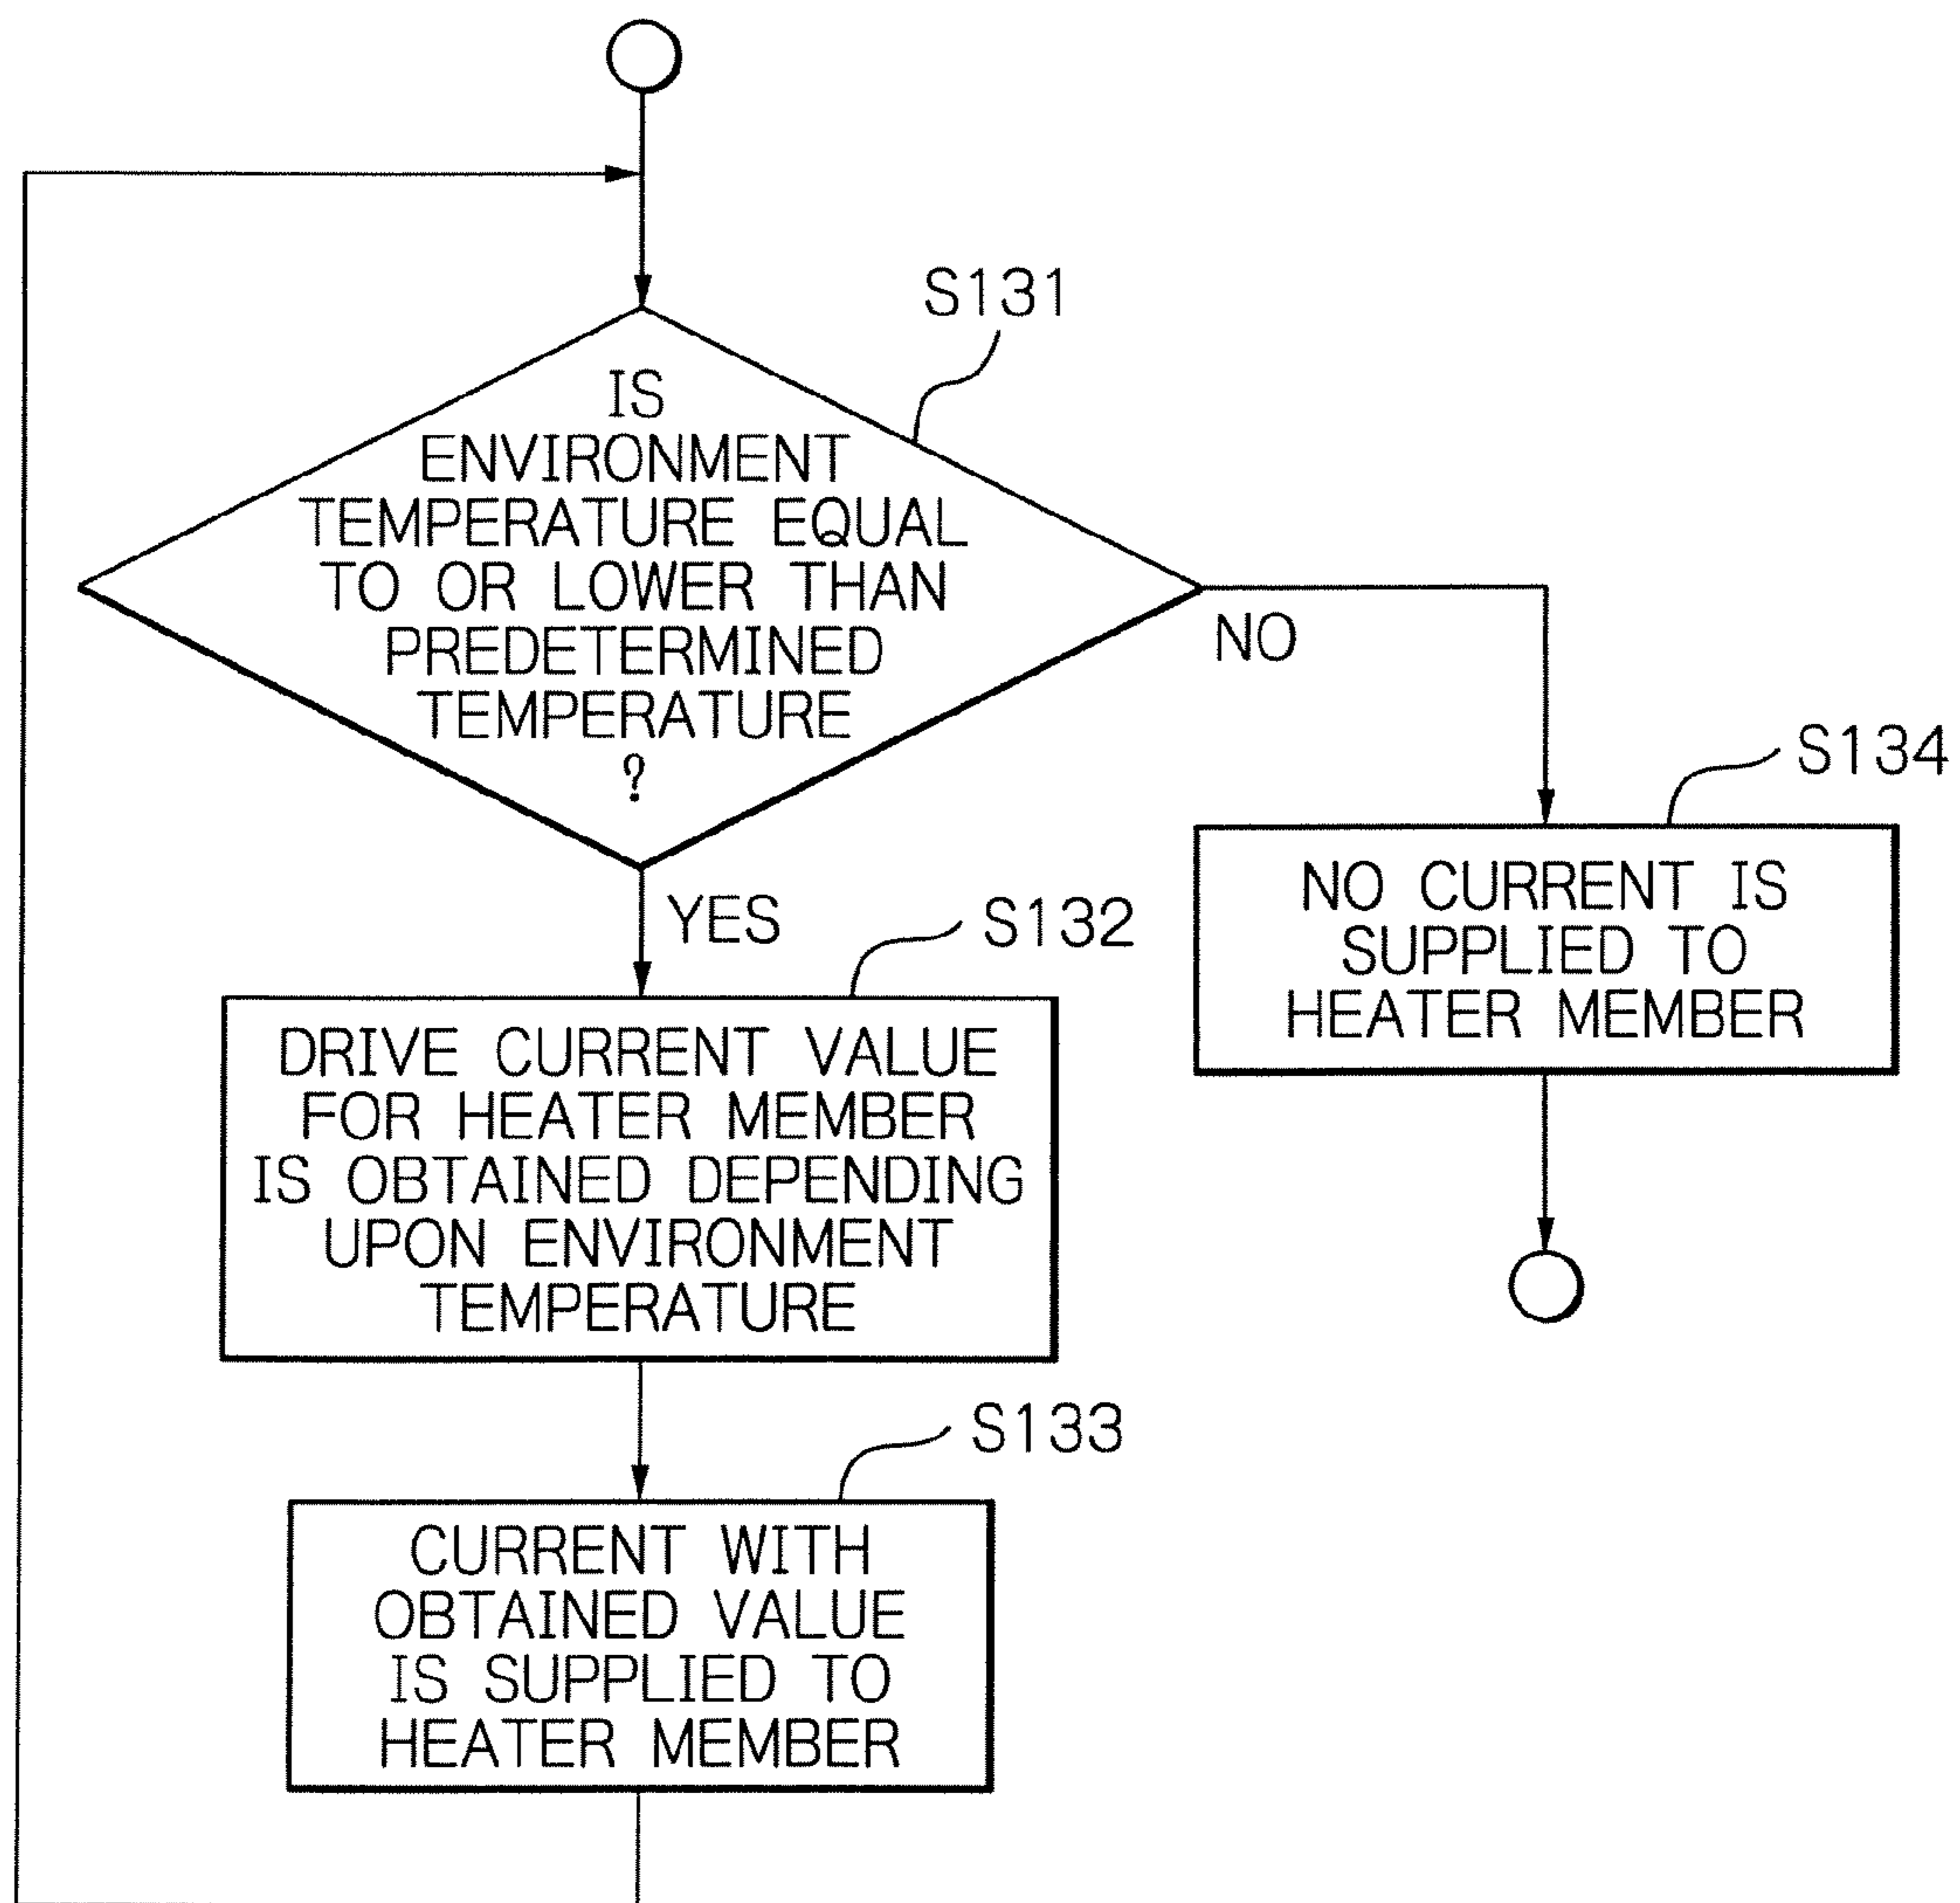 S131
IS
ENVIRONMENT
TEMPERATURE EQUAL
TO OR LOWER THAN
PREDETERMINED
TEMPERATURE
?
NO
YES
S132
DRIVE CURRENT VALUE
FOR HEATER MEMBER
IS OBTAINED DEPENDING
UPON ENVIRONMENT
TEMPERATURE
S133
CURRENT WITH
OBTAINED VALUE
IS SUPPLIED TO
HEATER MEMBER
S134
NO CURRENT IS
SUPPLIED TO
HEATER MEMBER